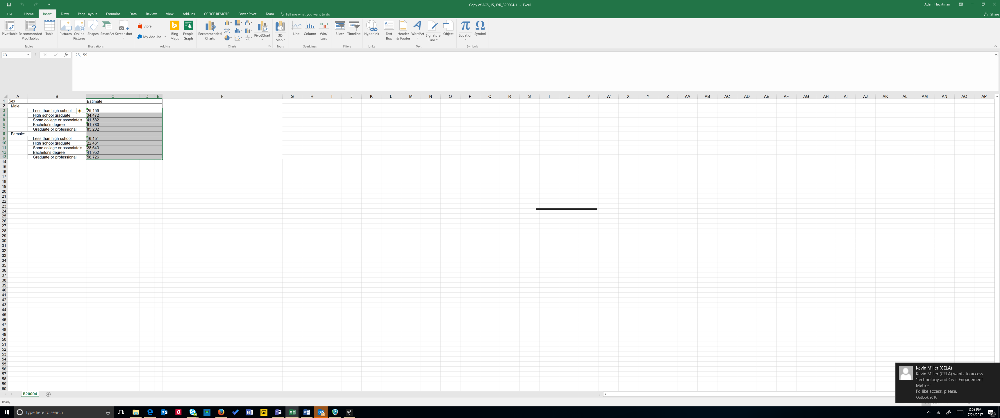 Copy of ACS_15_1YR_B20004-1 - Excel
Adam Hecktman
File Home Insert Draw Page Layout Formulas Data Review View Add-ins OFFICE REMOTE Power Pivot Team Tell me what you want to do
Share
PivotTable Recommended PivotTables Table
Pictures Online Pictures Shapes SmartArt Screenshot
Store
My Add-ins
Bing Maps People Graph
Recommended Charts
PivotChart
3D Map
Line Column Win/ Loss
Slicer Timeline
Hyperlink
Text Box Header & Footer WordArt Signature Line Object
Equation Symbol
Tables Illustrations Add-ins Charts Tours Sparklines Filters Links Text Symbols
C3
fx
25,159
A B C D E F G H I J K L M N O P Q R S T U V W X Y Z AA AB AC AD AE AF AG AH AI AJ AK AL AM AN AO AP
1 Sex Estimate
2 Male:
3 Less than high school 25,159
4 High school graduate 34,472
5 Some college or associate's 41,582
6 Bachelor's degree 61,780
7 Graduate or professional 85,202
8 Female:
9 Less than high school 16,151
10 High school graduate 22,461
11 Some college or associate's 28,643
12 Bachelor's degree 41,952
13 Graduate or professional 56,726
14
15
16
17
18
19
20
21
22
23
24
25
26
27
28
29
30
31
32
33
34
35
36
37
38
39
40
41
42
43
44
45
46
47
48
49
50
51
52
53
54
55
56
57
58
59
60
Kevin Miller (CELA)
Kevin Miller (CELA) wants to access
'Technology and Civic Engagement
Metros'
I'd like access, please.
Outlook 2016
B20004
Ready
Type here to search
3:58 PM
7/24/2017
25